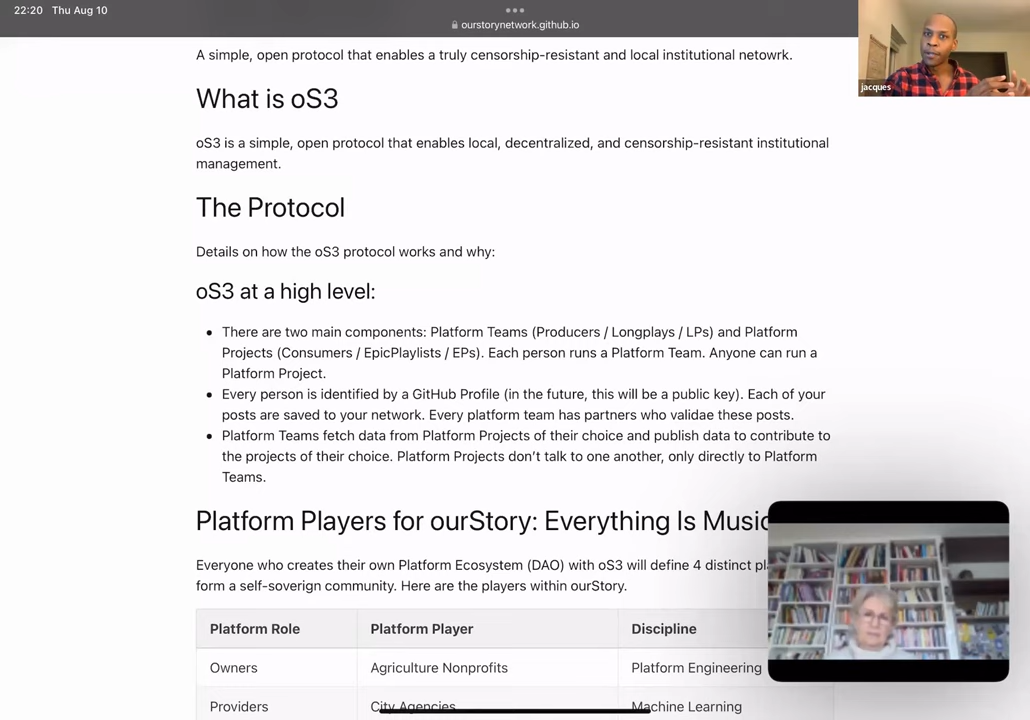 22:20 Thu Aug 10
ourstorynetwork.github.io
jacques
A simple, open protocol that enables a truly censorship-resistant and local institutional netowrk.
What is oS3
oS3 is a simple, open protocol that enables local, decentralized, and censorship-resistant institutional
management.
The Protocol
Details on how the oS3 protocol works and why:
oS3 at a high level:
• There are two main components: Platform Teams (Producers / Longplays / LPs) and Platform
Projects (Consumers / EpicPlaylists / EPs). Each person runs a Platform Team. Anyone can run a
Platform Project.
• Every person is identified by a GitHub Profile (in the future, this will be a public key). Each of your
posts are saved to your network. Every platform team has partners who validae these posts.
• Platform Teams fetch data from Platform Projects of their choice and publish data to contribute to
the projects of their choice. Platform Projects don't talk to one another, only directly to Platform
Teams.
Platform Players for ourStory: Everything Is Music
Everyone who creates their own Platform Ecosystem (DAO) with oS3 will define 4 distinct
form a self-soverign community. Here are the players within ourStory.
Platform Role Platform Player Discipline
Owners Agriculture Nonprofits Platform Engineering
Providers City Agencies Machine Learning